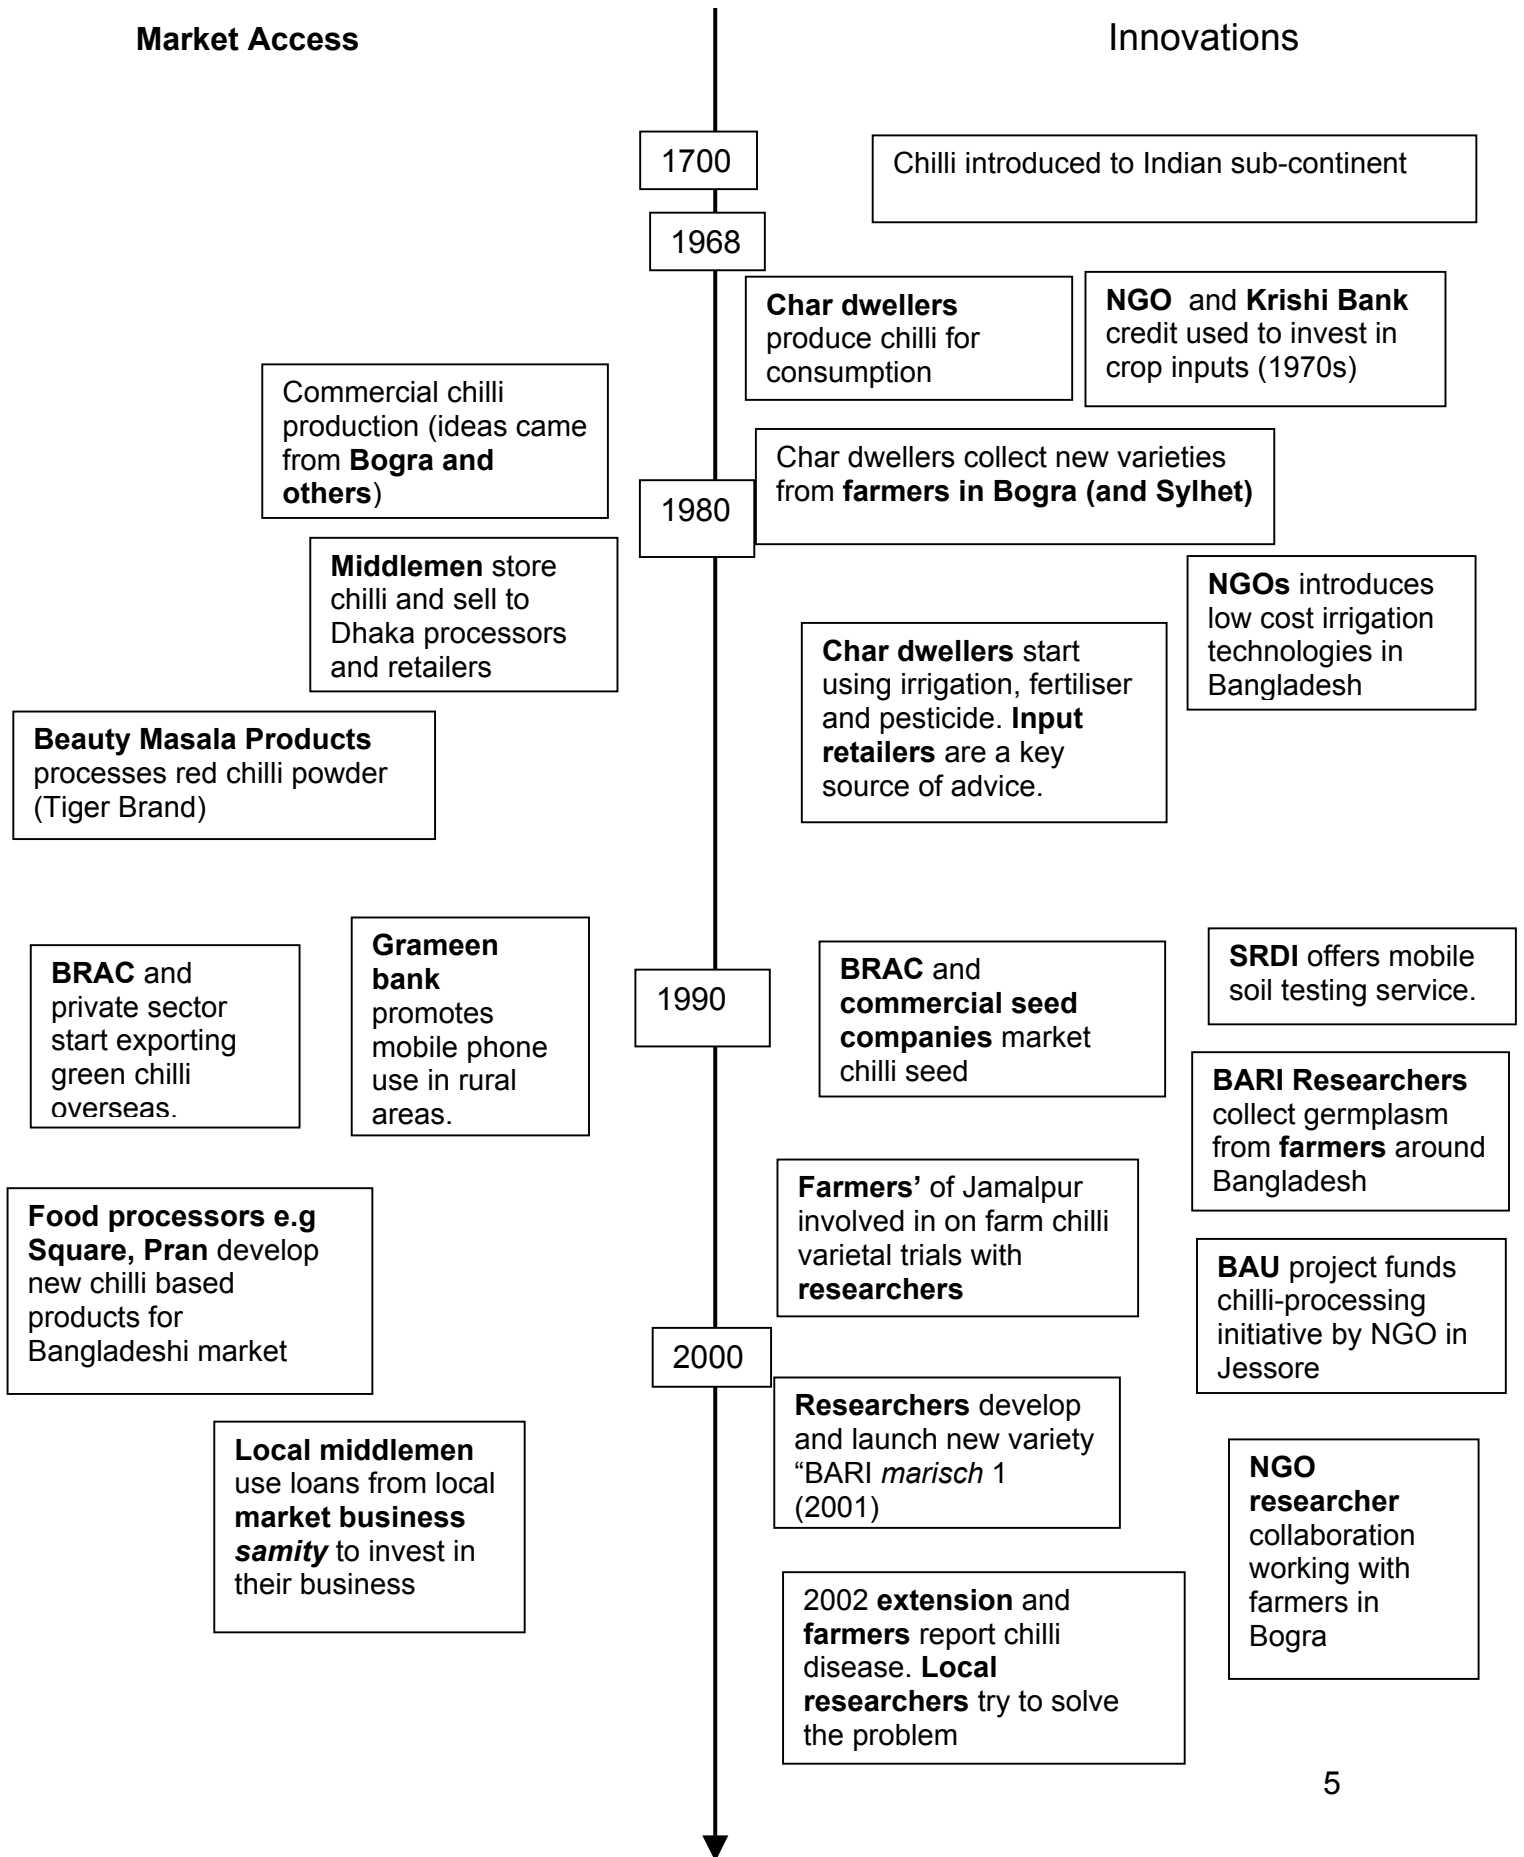 Market Access
Innovations
1700
Chilli introduced to Indian sub-continent
1968
Char dwellers
produce chilli for
consumption
NGO and Krishi Bank
credit used to invest in
crop inputs (1970s)
Commercial chilli
production (ideas came
from Bogra and
others)
1980
Char dwellers collect new varieties
from farmers in Bogra (and Sylhet)
Middlemen store
chilli and sell to
Dhaka processors
and retailers
NGOs introduces
low cost irrigation
technologies in
Bangladesh
Char dwellers start
using irrigation, fertiliser
and pesticide. Input
retailers are a key
source of advice.
Beauty Masala Products
processes red chilli powder
(Tiger Brand)
BRAC and
private sector
start exporting
green chilli
overseas.
Grameen
bank
promotes
mobile phone
use in rural
areas.
1990
BRAC and
commercial seed
companies market
chilli seed
SRDI offers mobile
soil testing service.
BARI Researchers
collect germplasm
from farmers around
Bangladesh
Farmers’ of Jamalpur
involved in on farm chilli
varietal trials with
researchers
Food processors e.g
Square, Pran develop
new chilli based
products for
Bangladeshi market
BAU project funds
chilli-processing
initiative by NGO in
Jessore
2000
Researchers develop
and launch new variety
“BARI marisch 1
(2001)
Local middlemen
use loans from local
market business
samity to invest in
their business
NGO
researcher
collaboration
working with
farmers in
Bogra
2002 extension and
farmers report chilli
disease. Local
researchers try to solve
the problem
5